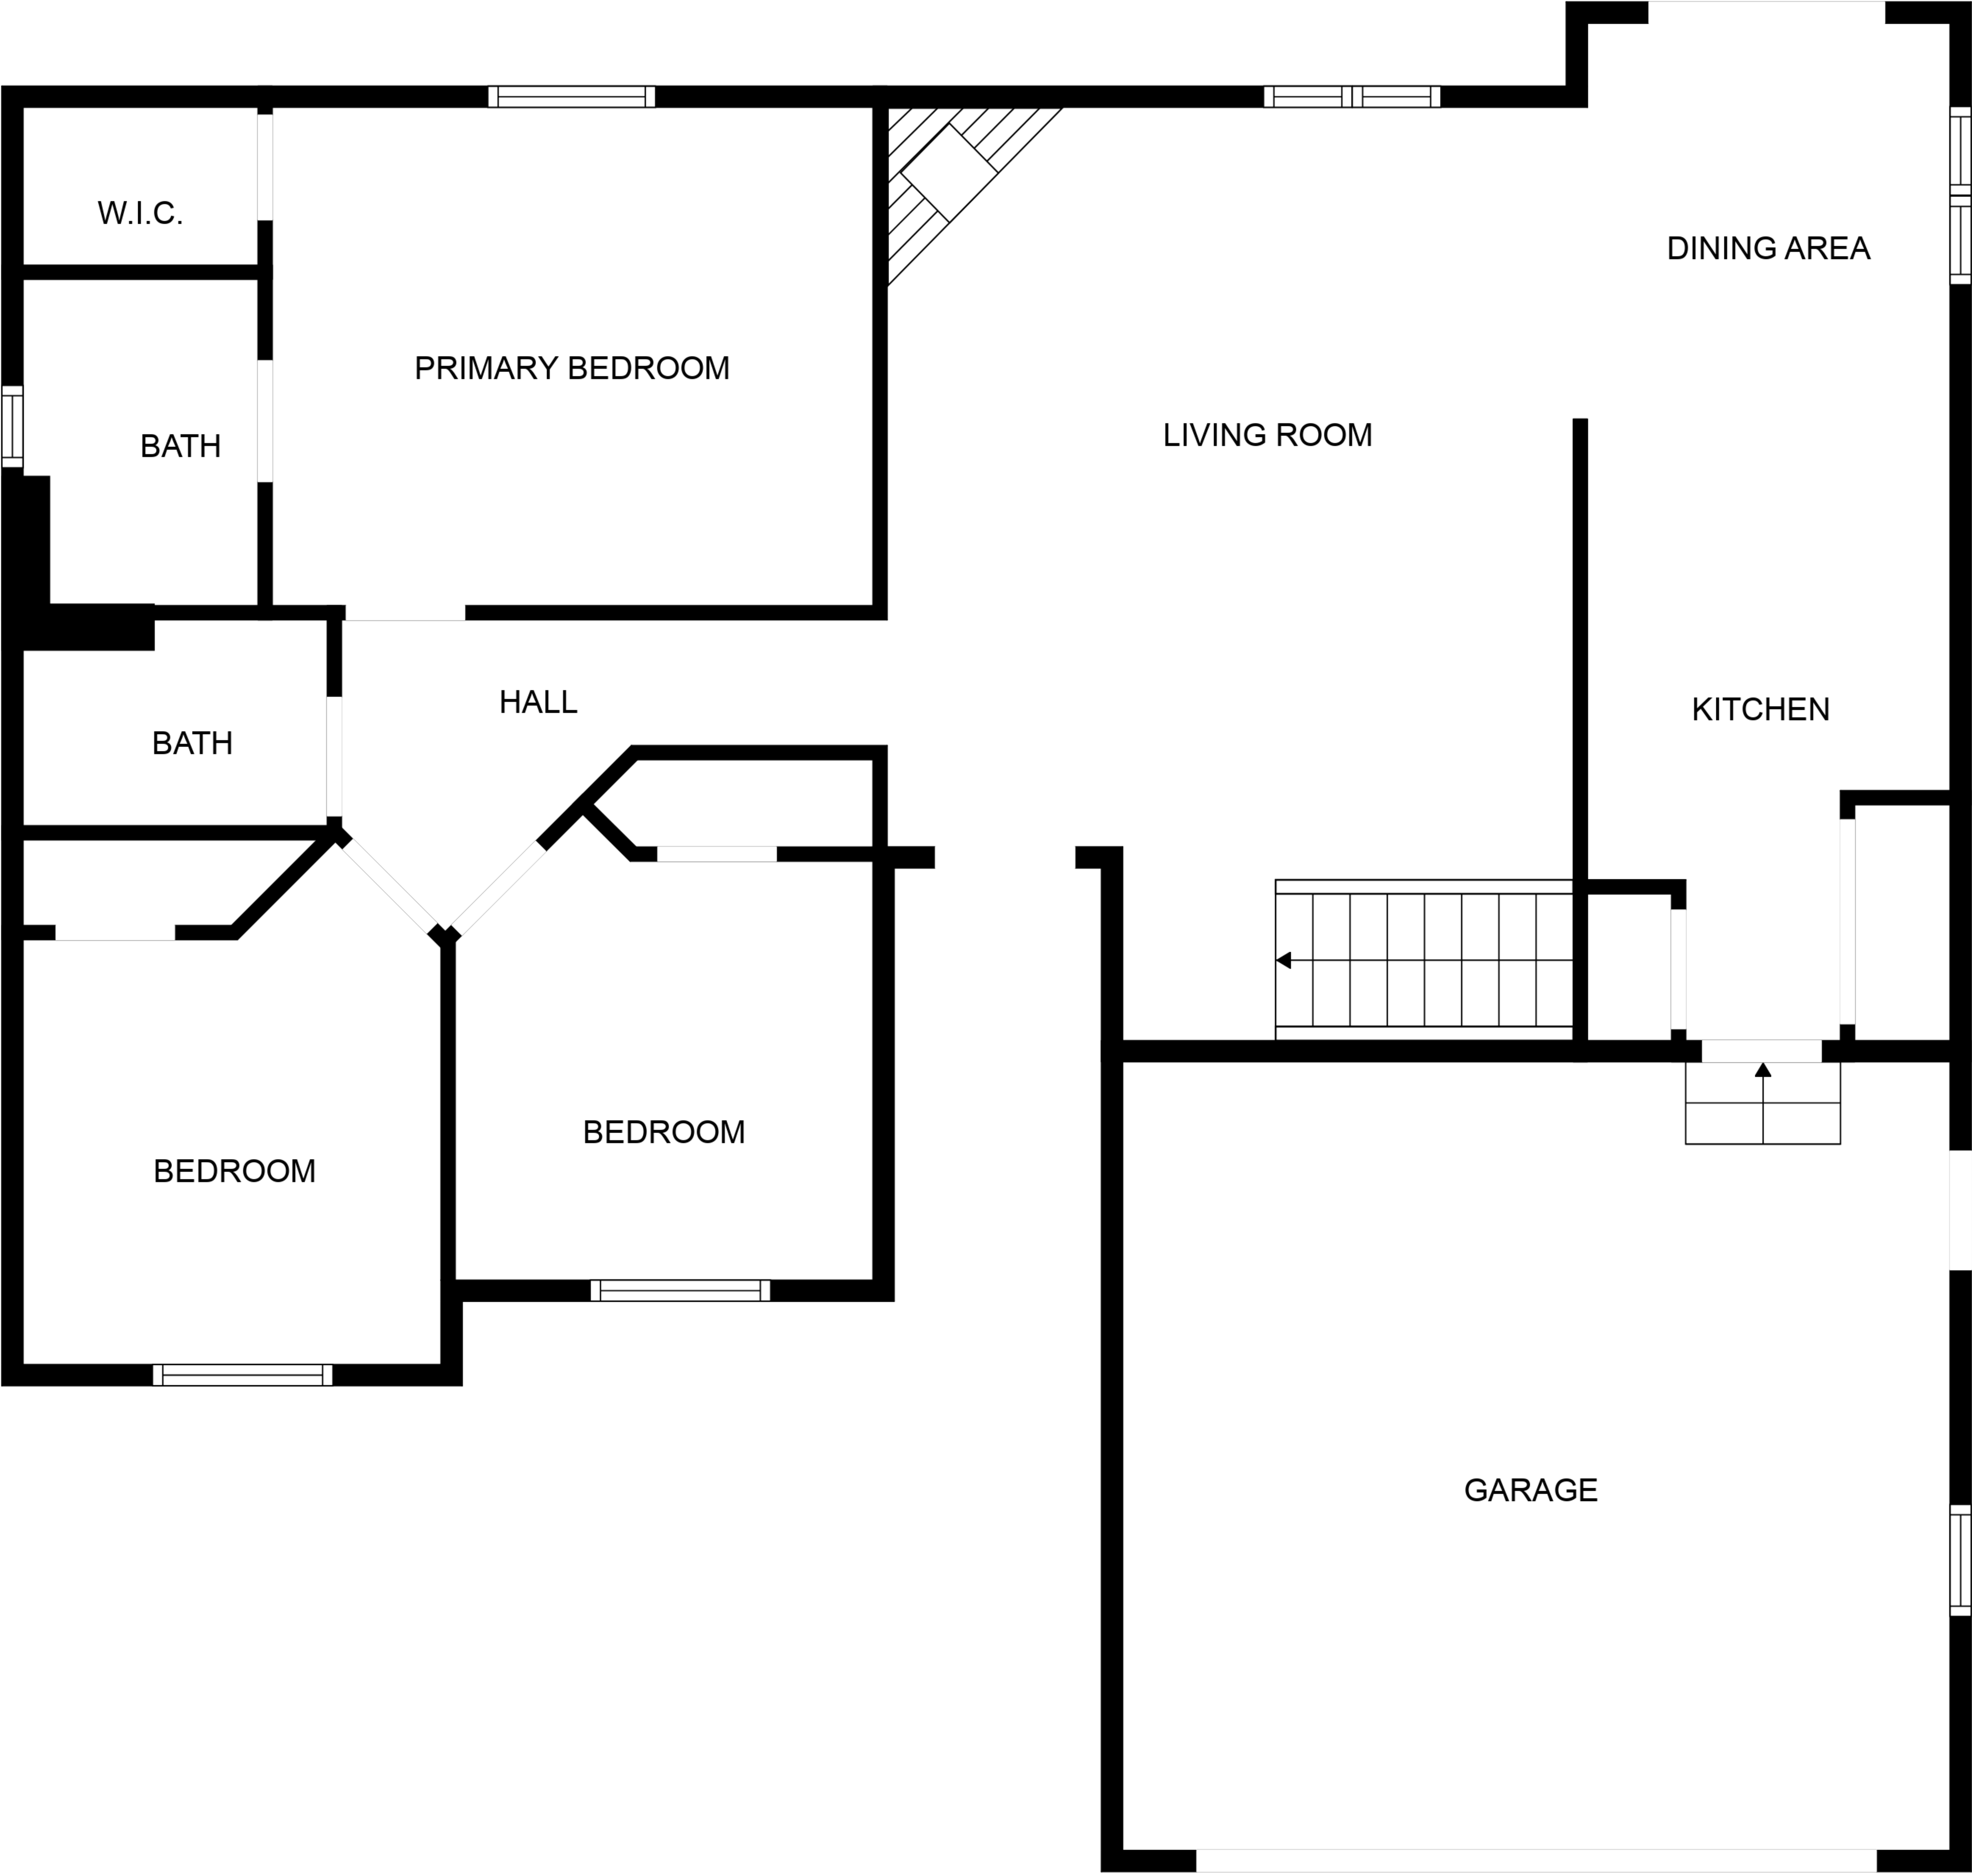 W.I.C.
DINING AREA
PRIMARY BEDROOM
LIVING ROOM
BATH
HALL
KITCHEN
BATH
BEDROOM
BEDROOM
GARAGE